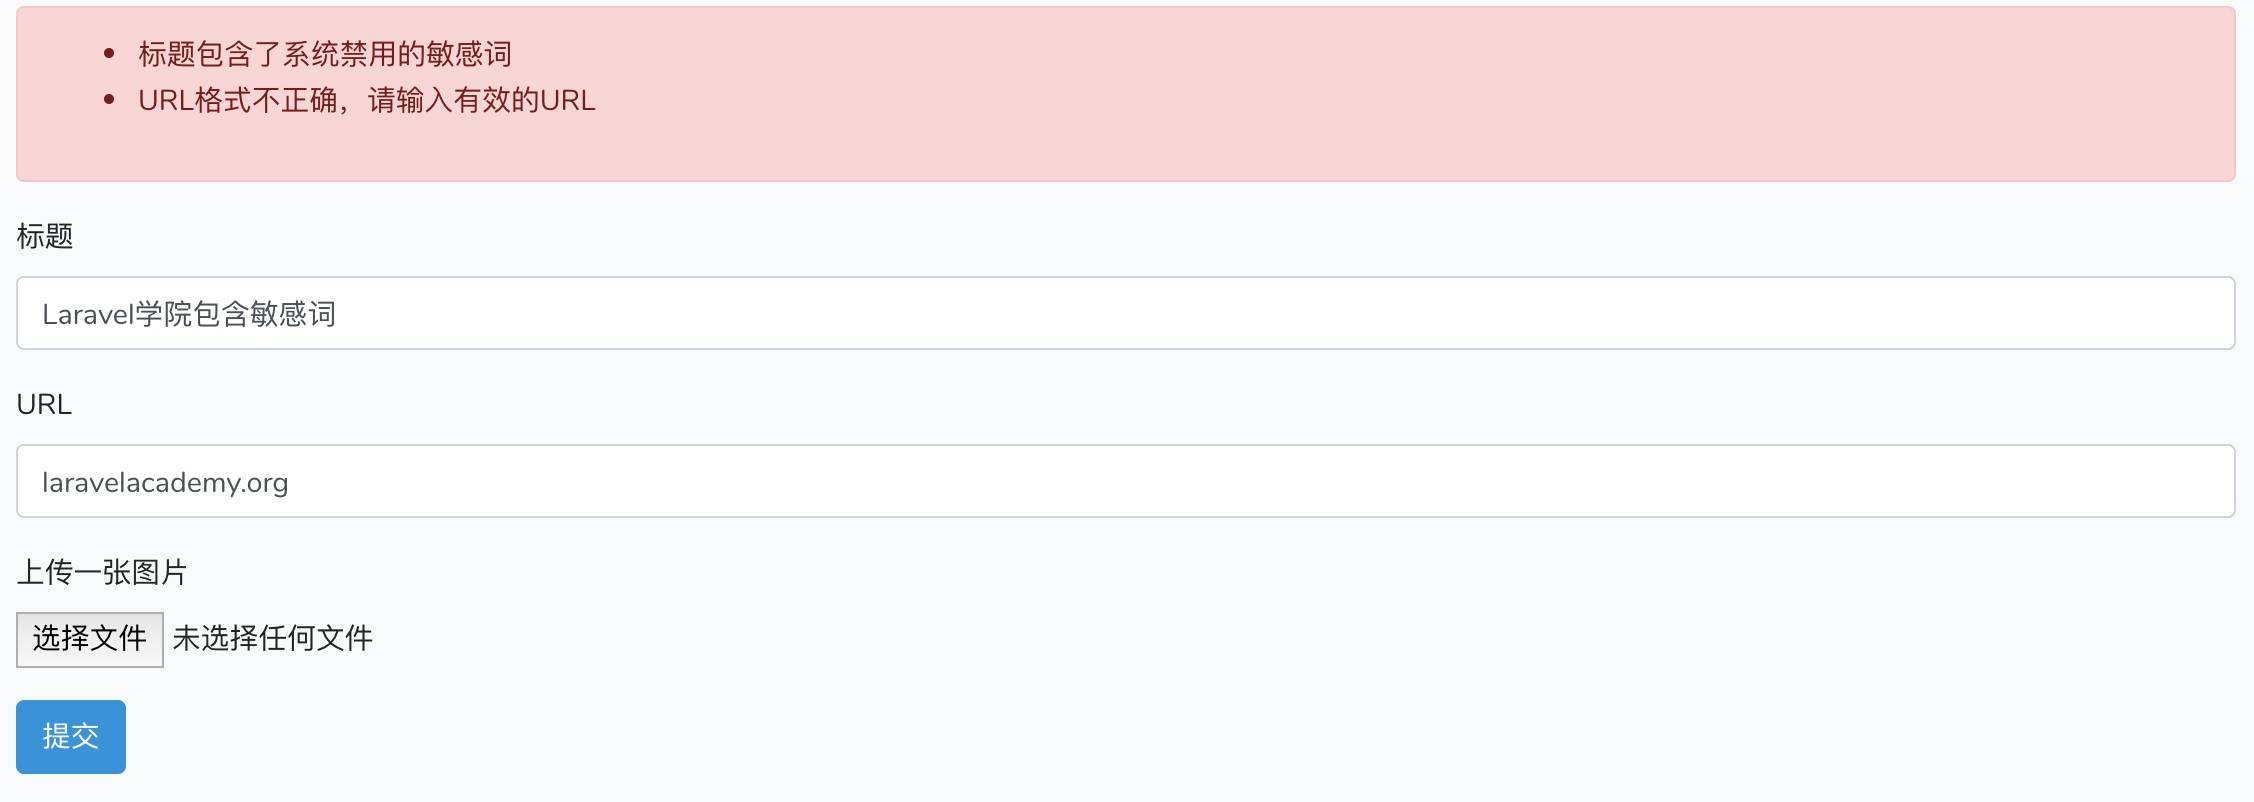 标题包含了系统禁用的敏感词
URL格式不正确，请输入有效的URL
标题
Laravel学院包含敏感词
URL
laravelacademy.org
上传一张图片
选择文件 未选择任何文件
提交